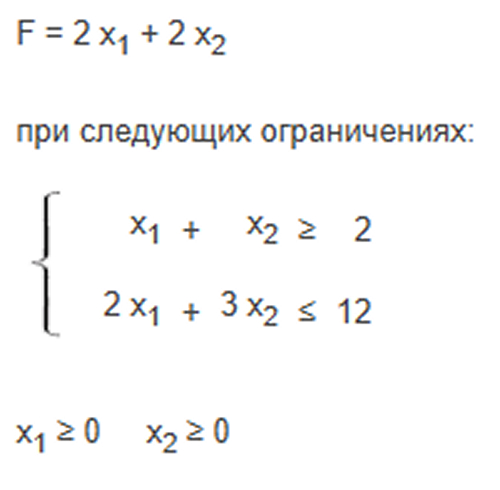 F = 2 x₁ + 2 x₂
при следующих ограничениях:
x₁ + x₂ ≥ 2
2 x₁ + 3 x₂ ≤ 12
x₁ ≥ 0 x₂ ≥ 0